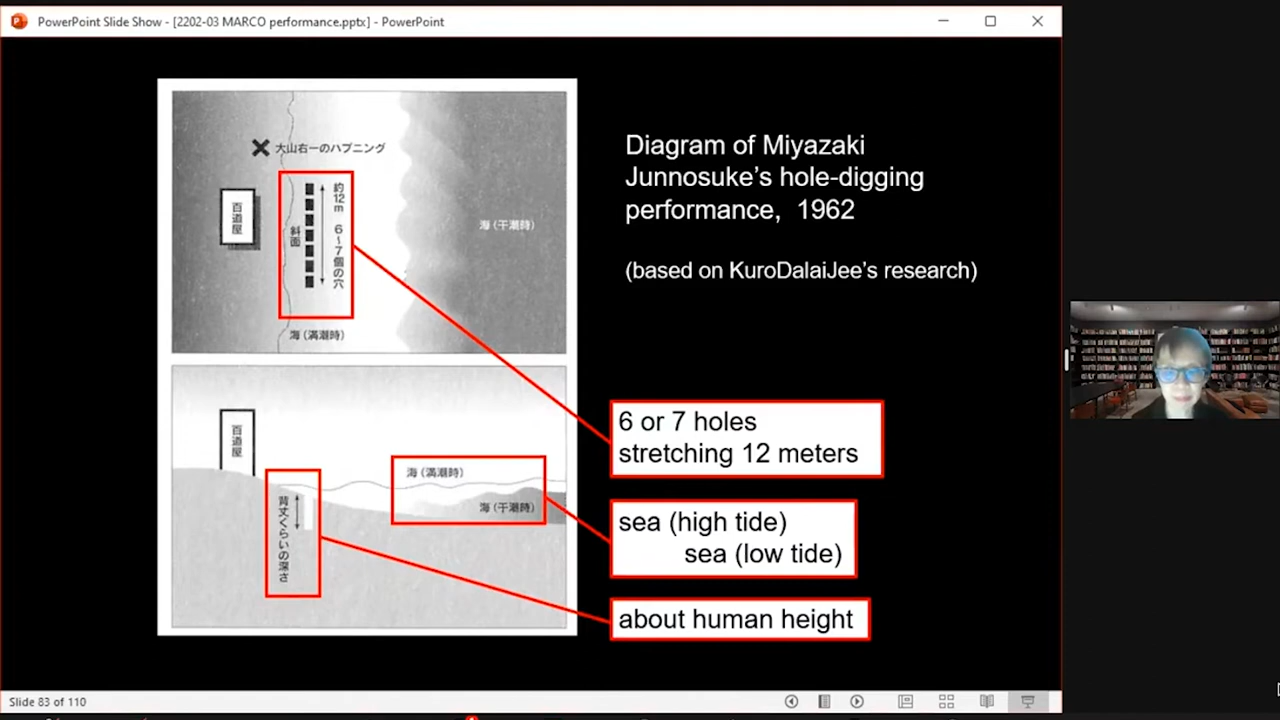 PowerPoint Slide Show - [2202-03 MARCO performance.pptx] - PowerPoint
大山右一のハプニング
百道屋
斜面
約12m 6~7個の穴
海(干潮時)
海(満潮時)
百道屋
海(満潮時)
海(干潮時)
背丈くらいの深さ
Diagram of Miyazaki
Junnosuke's hole-digging
performance, 1962
(based on KuroDalaiJee's research)
6 or 7 holes
stretching 12 meters
sea (high tide)
sea (low tide)
about human height
Slide 83 of 110